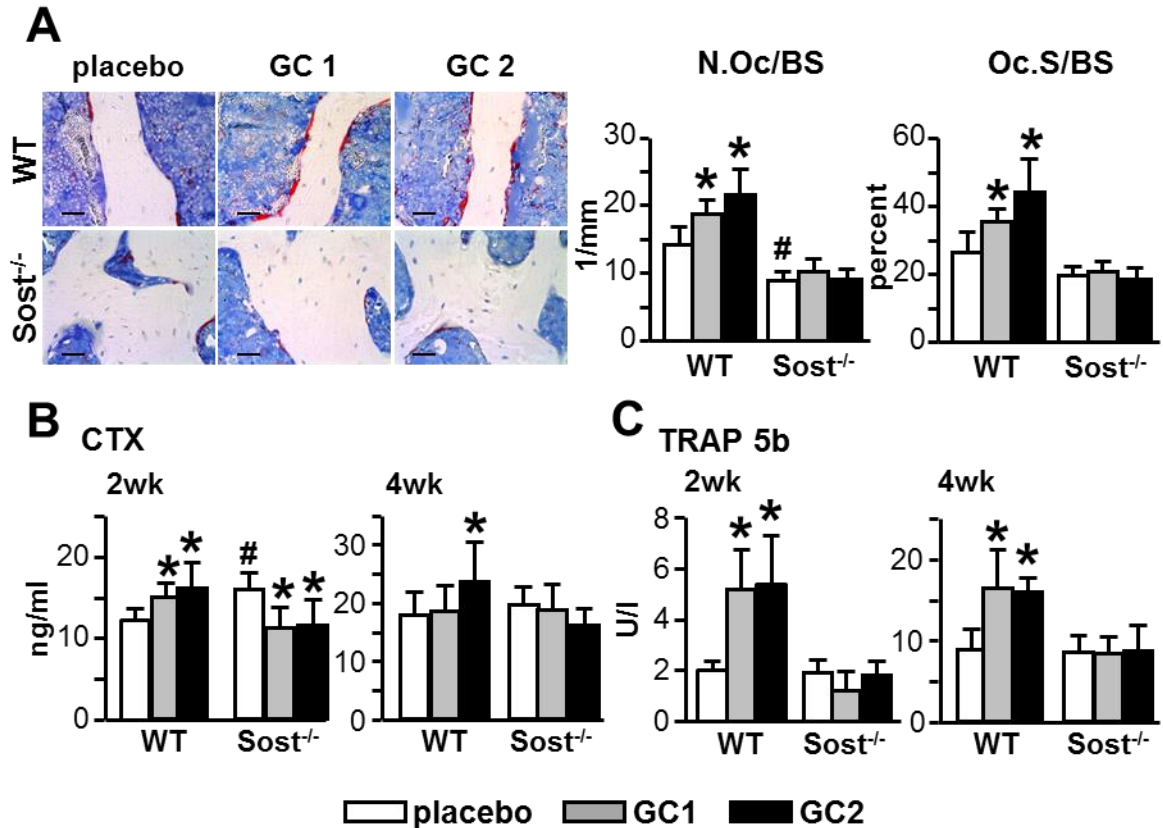 A
placebo GC 1 GC 2
WT
Sost-/-
N.Oc/BS
1/mm
30
20
10
0
WT Sost-/-
* * #
Oc.S/BS
percent
60
40
20
0
WT Sost-/-
* *
B CTX
2wk
ng/ml
20
10
0
WT Sost-/-
* * # * *
4wk
30
20
10
0
WT Sost-/-
*
C TRAP 5b
2wk
U/l
8
6
4
2
0
WT Sost-/-
* *
4wk
20
10
0
WT Sost-/-
* *
placebo GC1 GC2